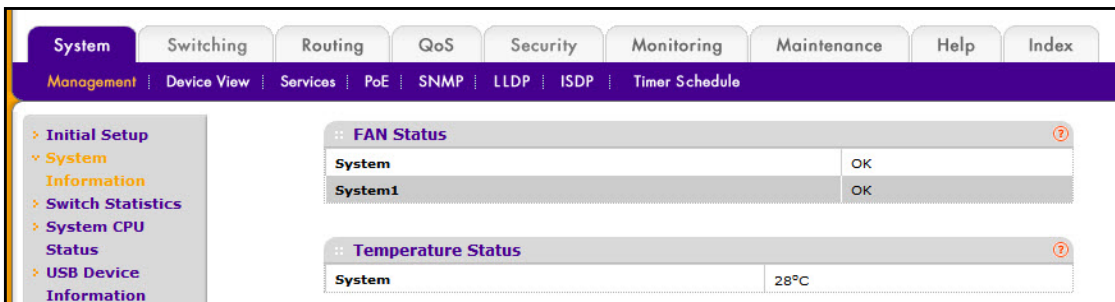 System Switching Routing QoS Security Monitoring Maintenance Help Index
Management Device View Services PoE SNMP LLDP ISDP Timer Schedule
Initial Setup
System
Information
Switch Statistics
System CPU
Status
USB Device
Information
FAN Status
System OK
System1 OK
Temperature Status
System 28°C